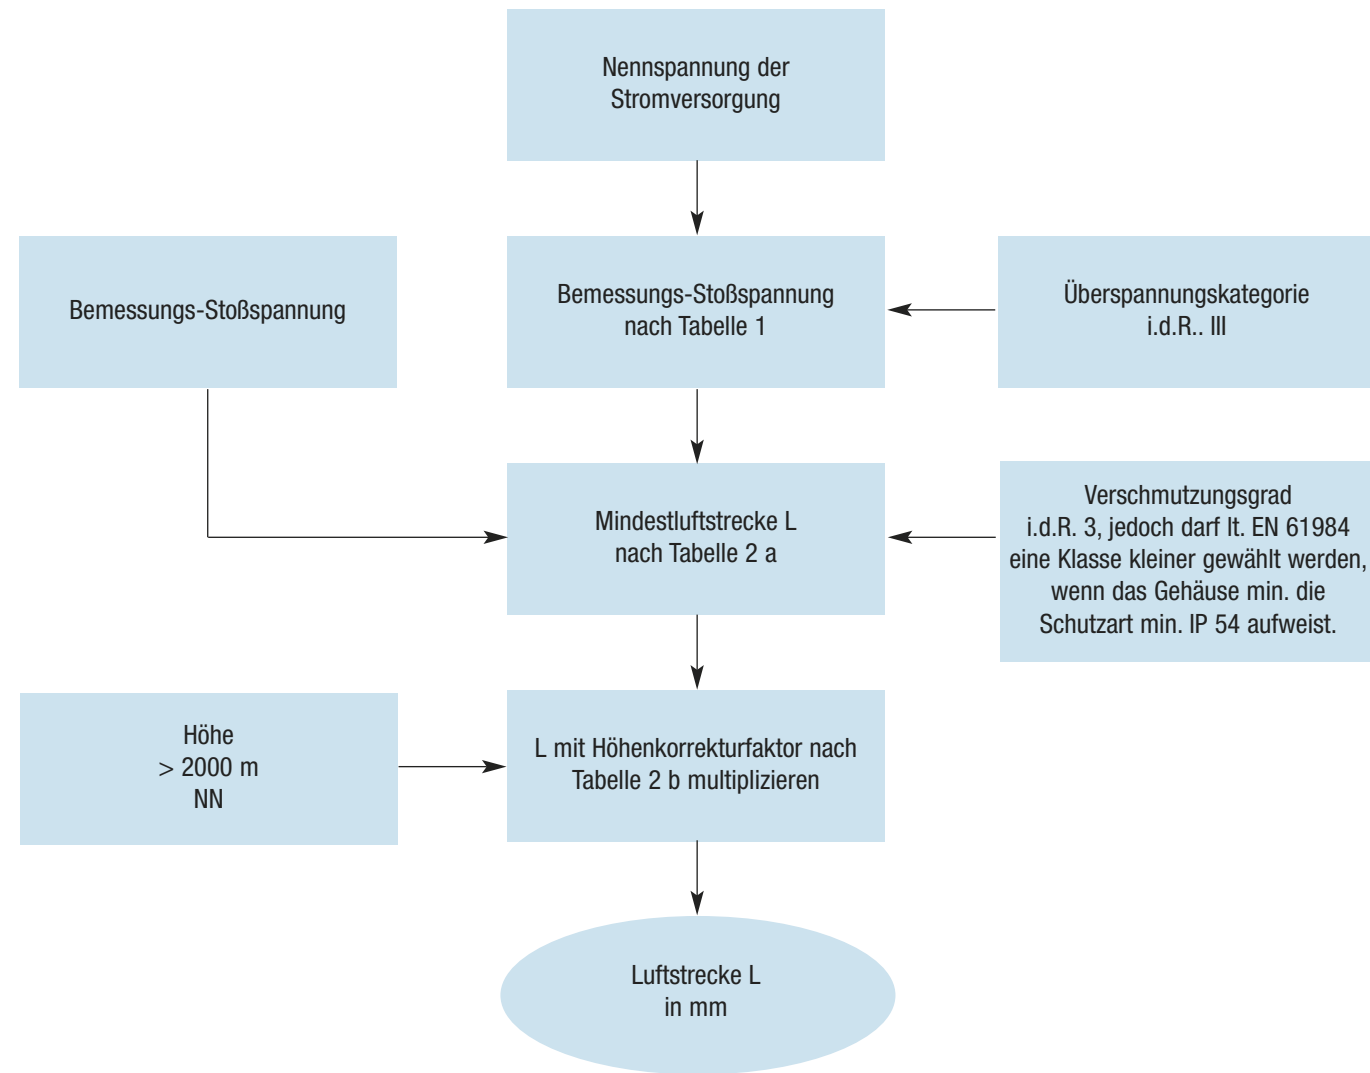 Nennspannung der
Stromversorgung
Bemessungs-Stoßspannung
Bemessungs-Stoßspannung
nach Tabelle 1
Überspannungskategorie
i.d.R.. III
Mindestluftstrecke L
nach Tabelle 2 a
Verschmutzungsgrad
i.d.R. 3, jedoch darf lt. EN 61984
eine Klasse kleiner gewählt werden,
wenn das Gehäuse min. die
Schutzart min. IP 54 aufweist.
Höhe
> 2000 m
NN
L mit Höhenkorrekturfaktor nach
Tabelle 2 b multiplizieren
Luftstrecke L
in mm